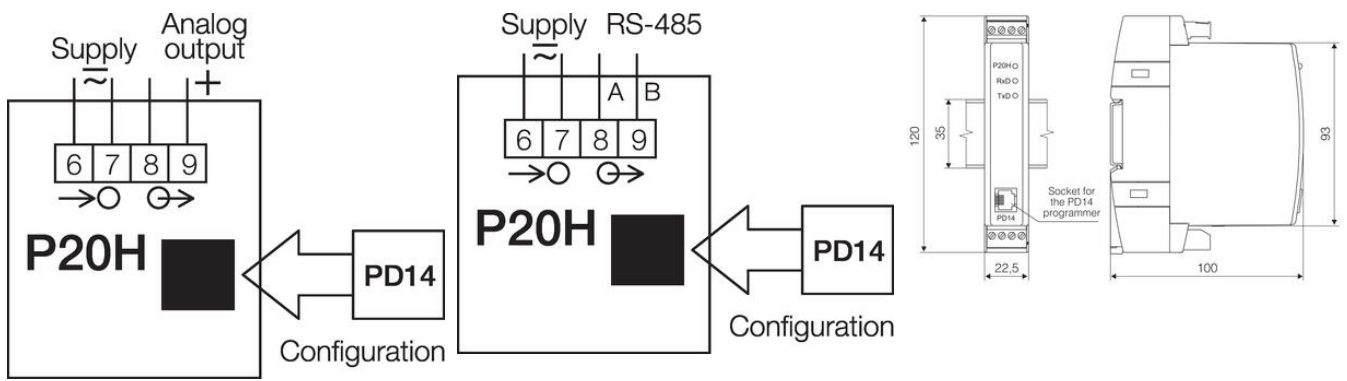 Supply
Analog
output
+
6 7 8 9
P20H
PD14
Configuration
Supply RS-485
A B
6 7 8 9
P20H
PD14
Configuration
120
35
P20H
RxD
TxD
PD14
Socket for
the PD14
programmer
22,5
93
100